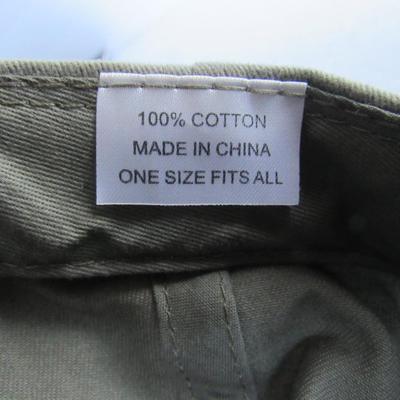 100% COTTON
MADE IN CHINA
ONE SIZE FITS ALL